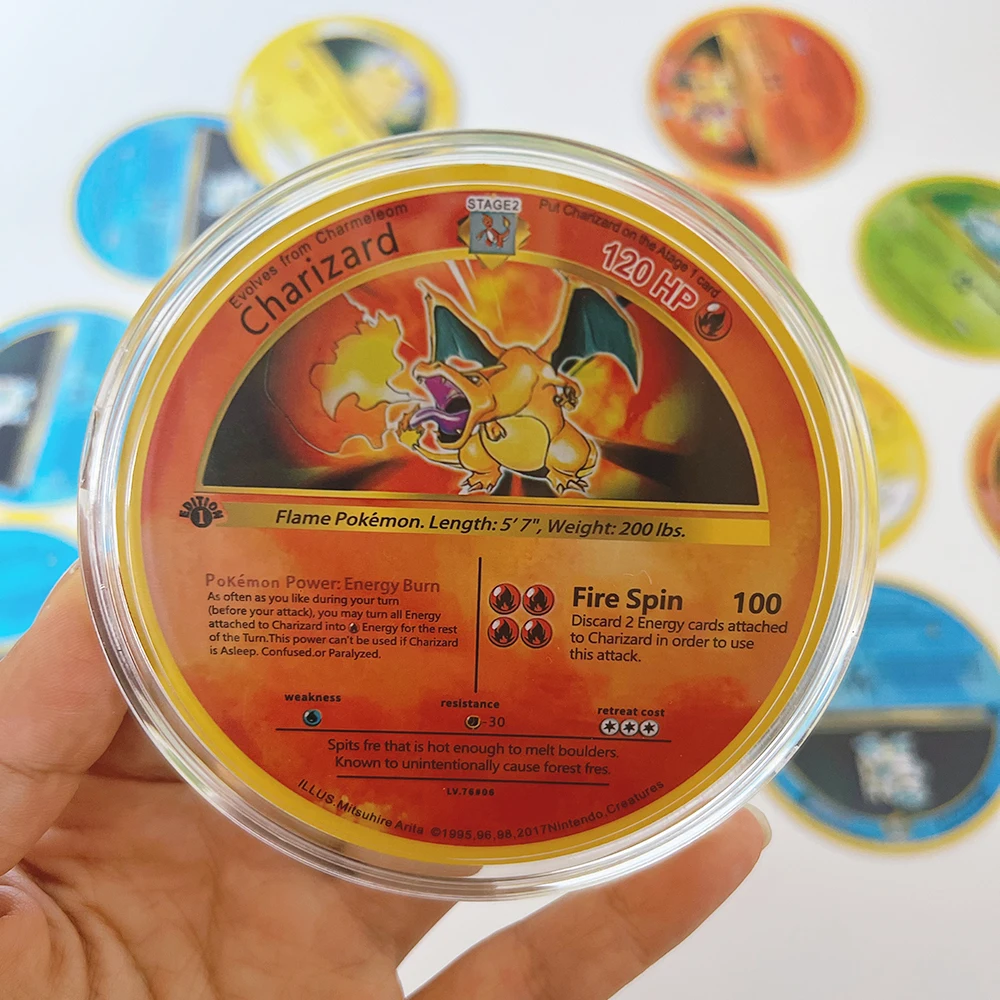 STAGE2
Evolves from Charmeleom
Put Charizard on the Atage 1 card
Charizard
120 HP
EDITION
1
Flame Pokémon. Length: 5' 7", Weight: 200 lbs.
PoKémon Power: Energy Burn
As often as you like during your turn
(before your attack), you may turn all Energy
attached to Charizard into Energy for the rest
of the Turn.This power can't be used if Charizard
is Asleep. Confused.or Paralyzed.
Fire Spin 100
Discard 2 Energy cards attached
to Charizard in order to use
this attack.
weakness
resistance
-30
retreat cost
Spits fre that is hot enough to melt boulders.
Known to unintentionally cause forest fres.
LV.76#06
ILLUS.Mitsuhire Arita ©1995,96,98,2017Nintendo,Creatures